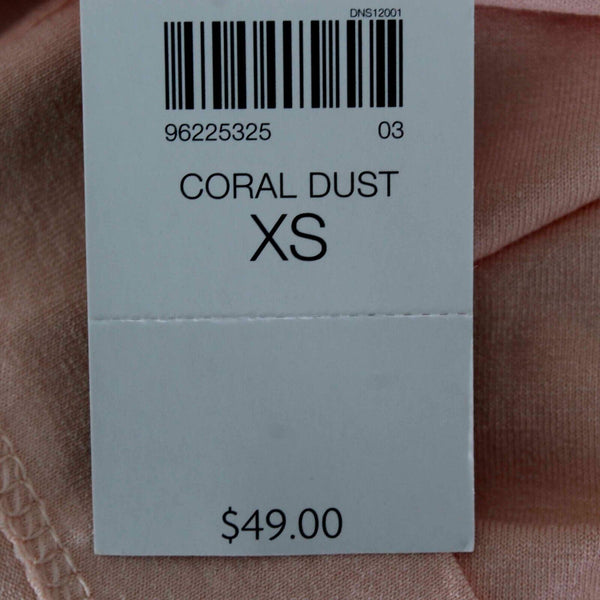 DNS12001
96225325 03
CORAL DUST
XS
$49.00